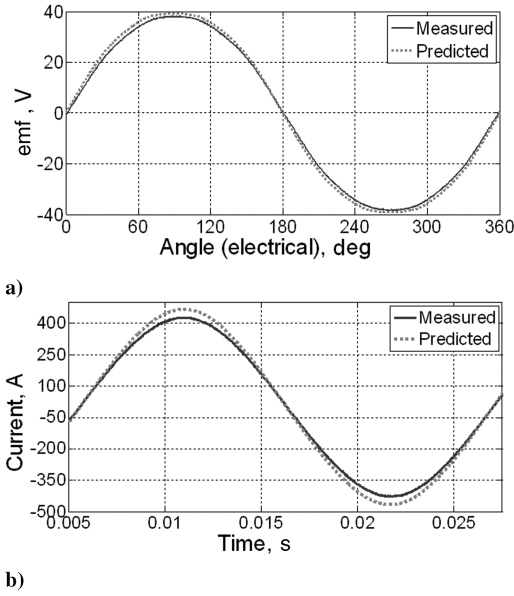 40
20
0
-20
-40
emf , V
Measured
Predicted
0 60 120 180 240 300 360
Angle (electrical), deg
a)
400
250
100
-50
-200
-350
-500
Current, A
Measured
Predicted
0.005 0.01 0.015 0.02 0.025
Time, s
b)